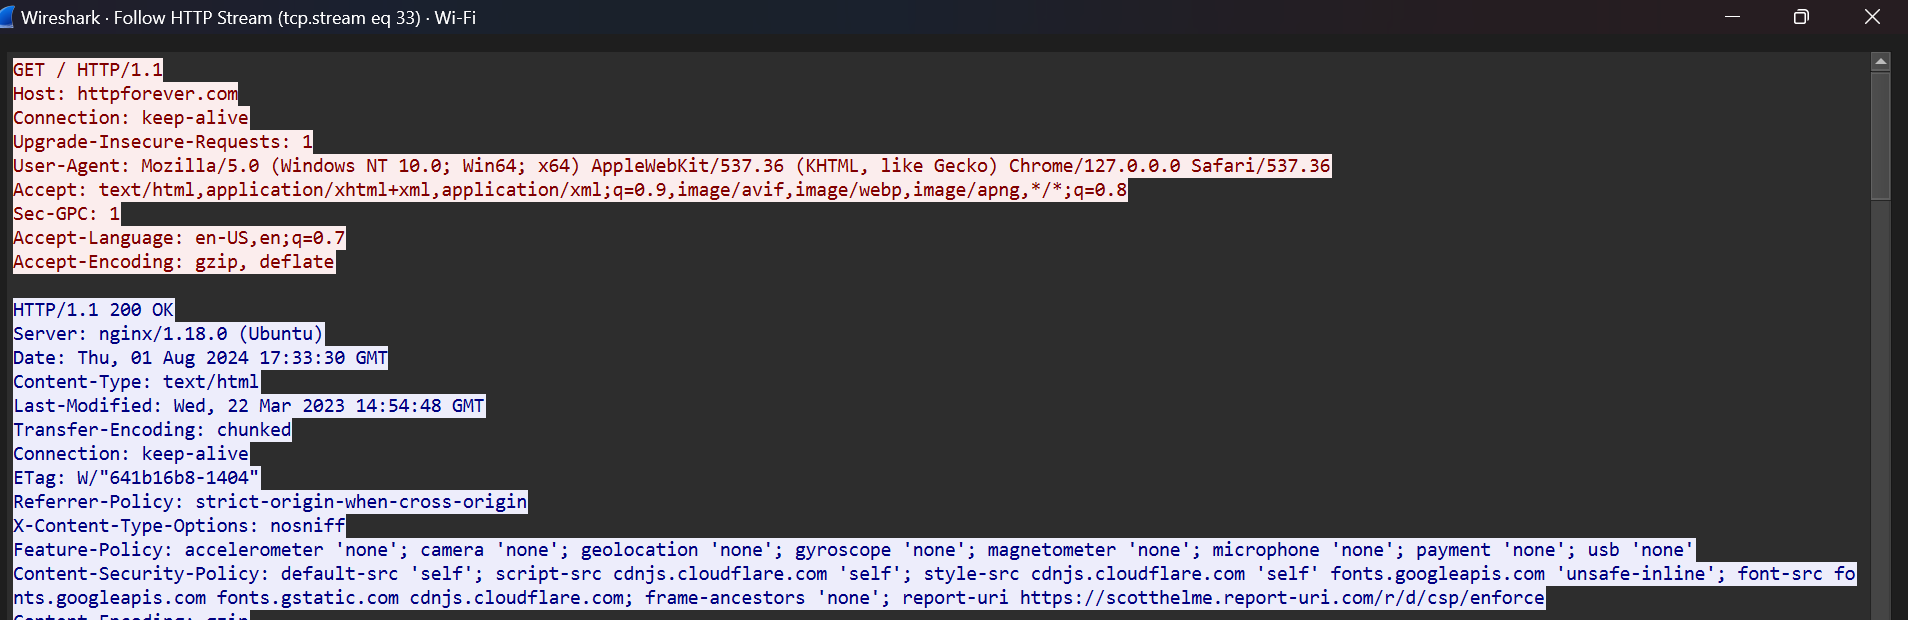 Wireshark · Follow HTTP Stream (tcp.stream eq 33) · Wi-Fi
GET / HTTP/1.1
Host: httpforever.com
Connection: keep-alive
Upgrade-Insecure-Requests: 1
User-Agent: Mozilla/5.0 (Windows NT 10.0; Win64; x64) AppleWebKit/537.36 (KHTML, like Gecko) Chrome/127.0.0.0 Safari/537.36
Accept: text/html,application/xhtml+xml,application/xml;q=0.9,image/avif,image/webp,image/apng,*/*;q=0.8
Sec-GPC: 1
Accept-Language: en-US,en;q=0.7
Accept-Encoding: gzip, deflate
HTTP/1.1 200 OK
Server: nginx/1.18.0 (Ubuntu)
Date: Thu, 01 Aug 2024 17:33:30 GMT
Content-Type: text/html
Last-Modified: Wed, 22 Mar 2023 14:54:48 GMT
Transfer-Encoding: chunked
Connection: keep-alive
ETag: W/"641b16b8-1404"
Referrer-Policy: strict-origin-when-cross-origin
X-Content-Type-Options: nosniff
Feature-Policy: accelerometer 'none'; camera 'none'; geolocation 'none'; gyroscope 'none'; magnetometer 'none'; microphone 'none'; payment 'none'; usb 'none'
Content-Security-Policy: default-src 'self'; script-src cdnjs.cloudflare.com 'self'; style-src cdnjs.cloudflare.com 'self' fonts.googleapis.com 'unsafe-inline'; font-src fo
nts.googleapis.com fonts.gstatic.com cdnjs.cloudflare.com; frame-ancestors 'none'; report-uri https://scotthelme.report-uri.com/r/d/csp/enforce
Content-Encoding: gzip